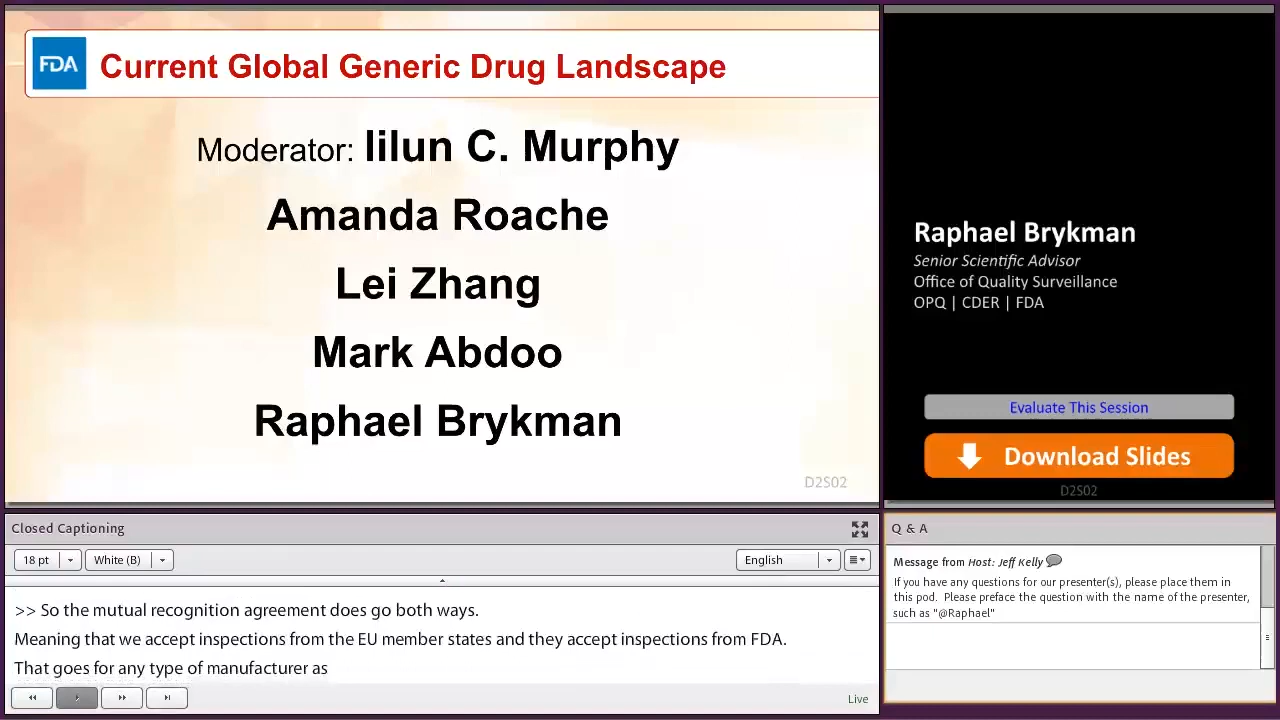 FDA
Current Global Generic Drug Landscape
Moderator: Iilun C. Murphy
Amanda Roache
Lei Zhang
Mark Abdoo
Raphael Brykman
D2S02
Raphael Brykman
Senior Scientific Advisor
Office of Quality Surveillance
OPQ | CDER | FDA
Evaluate This Session
Download Slides
D2S02
Closed Captioning
18 pt
White (B)
English
>> So the mutual recognition agreement does go both ways.
Meaning that we accept inspections from the EU member states and they accept inspections from FDA.
That goes for any type of manufacturer as
Live
Q & A
Message from Host: Jeff Kelly
If you have any questions for our presenter(s), please place them in
this pod. Please preface the question with the name of the presenter,
such as "@Raphael"